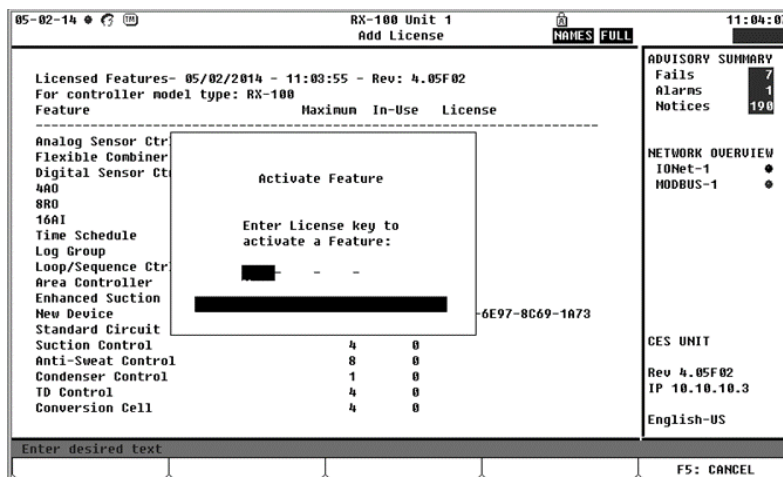 05-02-14 RX-100 Unit 1 11:04:0
Add License NAMES FULL
Licensed Features- 05/02/2014 - 11:03:55 - Rev: 4.05F02
For controller model type: RX-100
Feature Maximum In-Use License
Analog Sensor Ctr
Flexible Combiner
Digital Sensor Ct
4AO
8RO
16AI
Time Schedule
Log Group
Loop/Sequence Ctr
Area Controller
Enhanced Suction
New Device -6E97-8C69-1A73
Standard Circuit
Suction Control 4 0
Anti-Sweat Control 8 0
Condenser Control 1 0
TD Control 4 0
Conversion Cell 4 0
Activate Feature
Enter License key to
activate a Feature:
- - -
ADVISORY SUMMARY
Fails 7
Alarms 1
Notices 190
NETWORK OVERVIEW
IONet-1
MODBUS-1
CES UNIT
Rev 4.05F02
IP 10.10.10.3
English-US
Enter desired text
F5: CANCEL